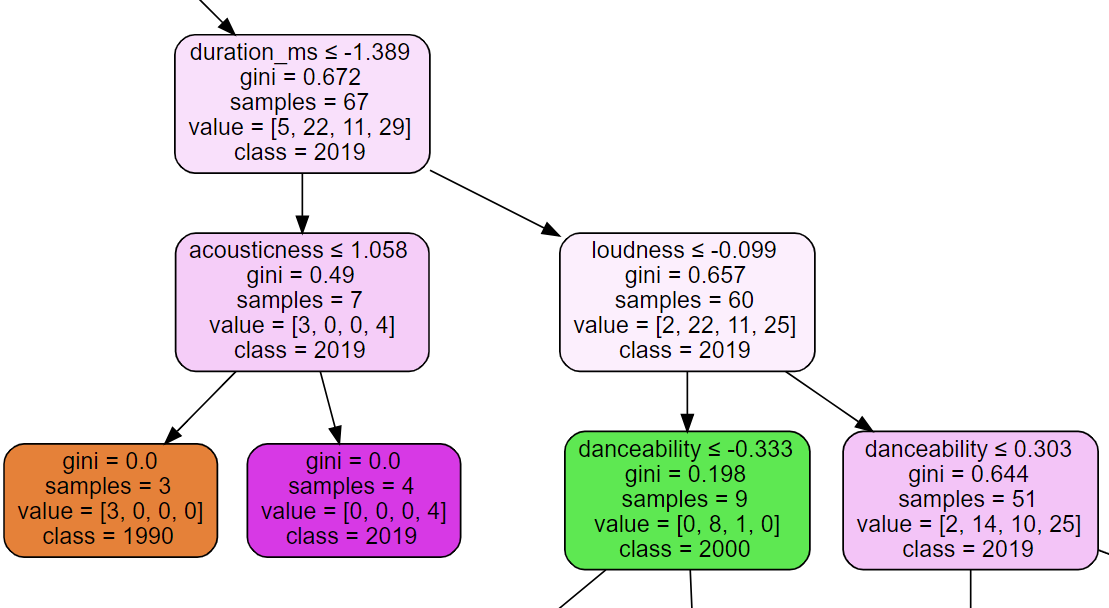 duration_ms ≤ -1.389
gini = 0.672
samples = 67
value = [5, 22, 11, 29]
class = 2019
acousticness ≤ 1.058
gini = 0.49
samples = 7
value = [3, 0, 0, 4]
class = 2019
loudness ≤ -0.099
gini = 0.657
samples = 60
value = [2, 22, 11, 25]
class = 2019
gini = 0.0
samples = 3
value = [3, 0, 0, 0]
class = 1990
gini = 0.0
samples = 4
value = [0, 0, 0, 4]
class = 2019
danceability ≤ -0.333
gini = 0.198
samples = 9
value = [0, 8, 1, 0]
class = 2000
danceability ≤ 0.303
gini = 0.644
samples = 51
value = [2, 14, 10, 25]
class = 2019